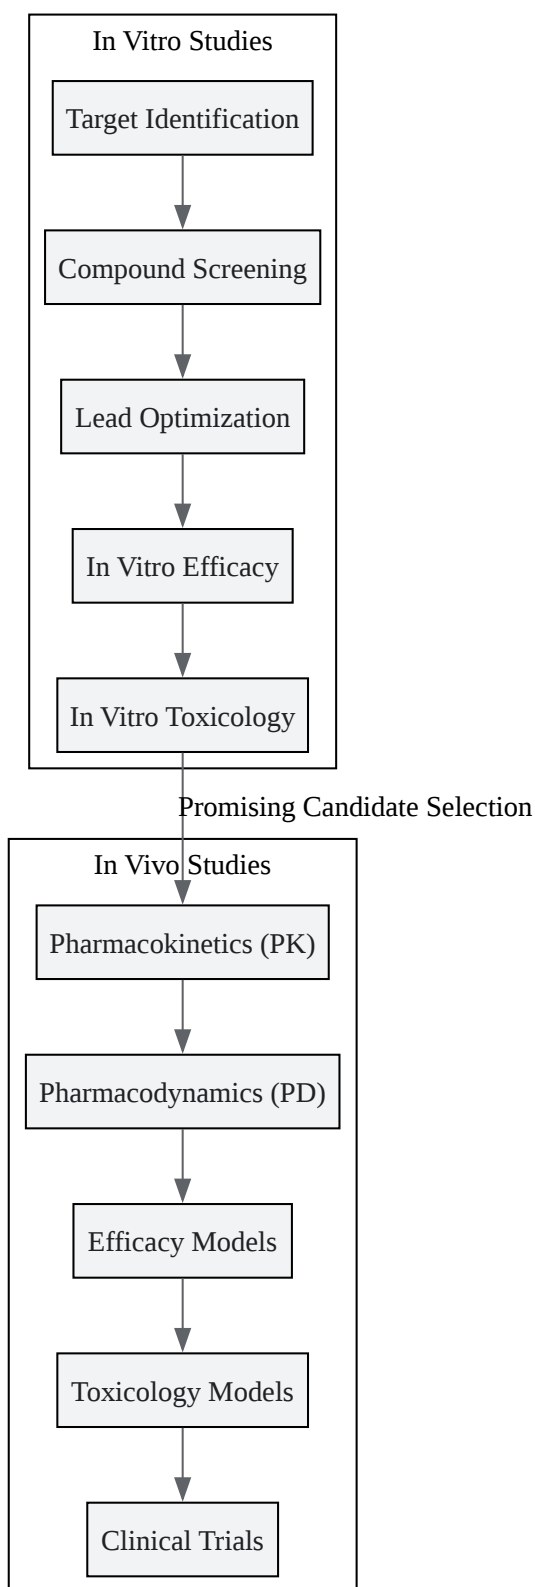 In Vitro Studies
Target Identification
Compound Screening
Lead Optimization
In Vitro Efficacy
In Vitro Toxicology
Promising Candidate Selection
In Vivo Studies
Pharmacokinetics (PK)
Pharmacodynamics (PD)
Efficacy Models
Toxicology Models
Clinical Trials